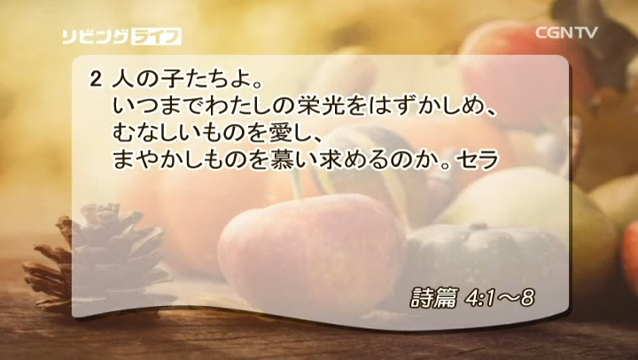 リビングライフ
CGNTV
2 人の子たちよ。
いつまでわたしの栄光をはずかしめ、
むなしいものを愛し、
まやかしものを慕い求めるのか。セラ
詩篇 4:1〜8